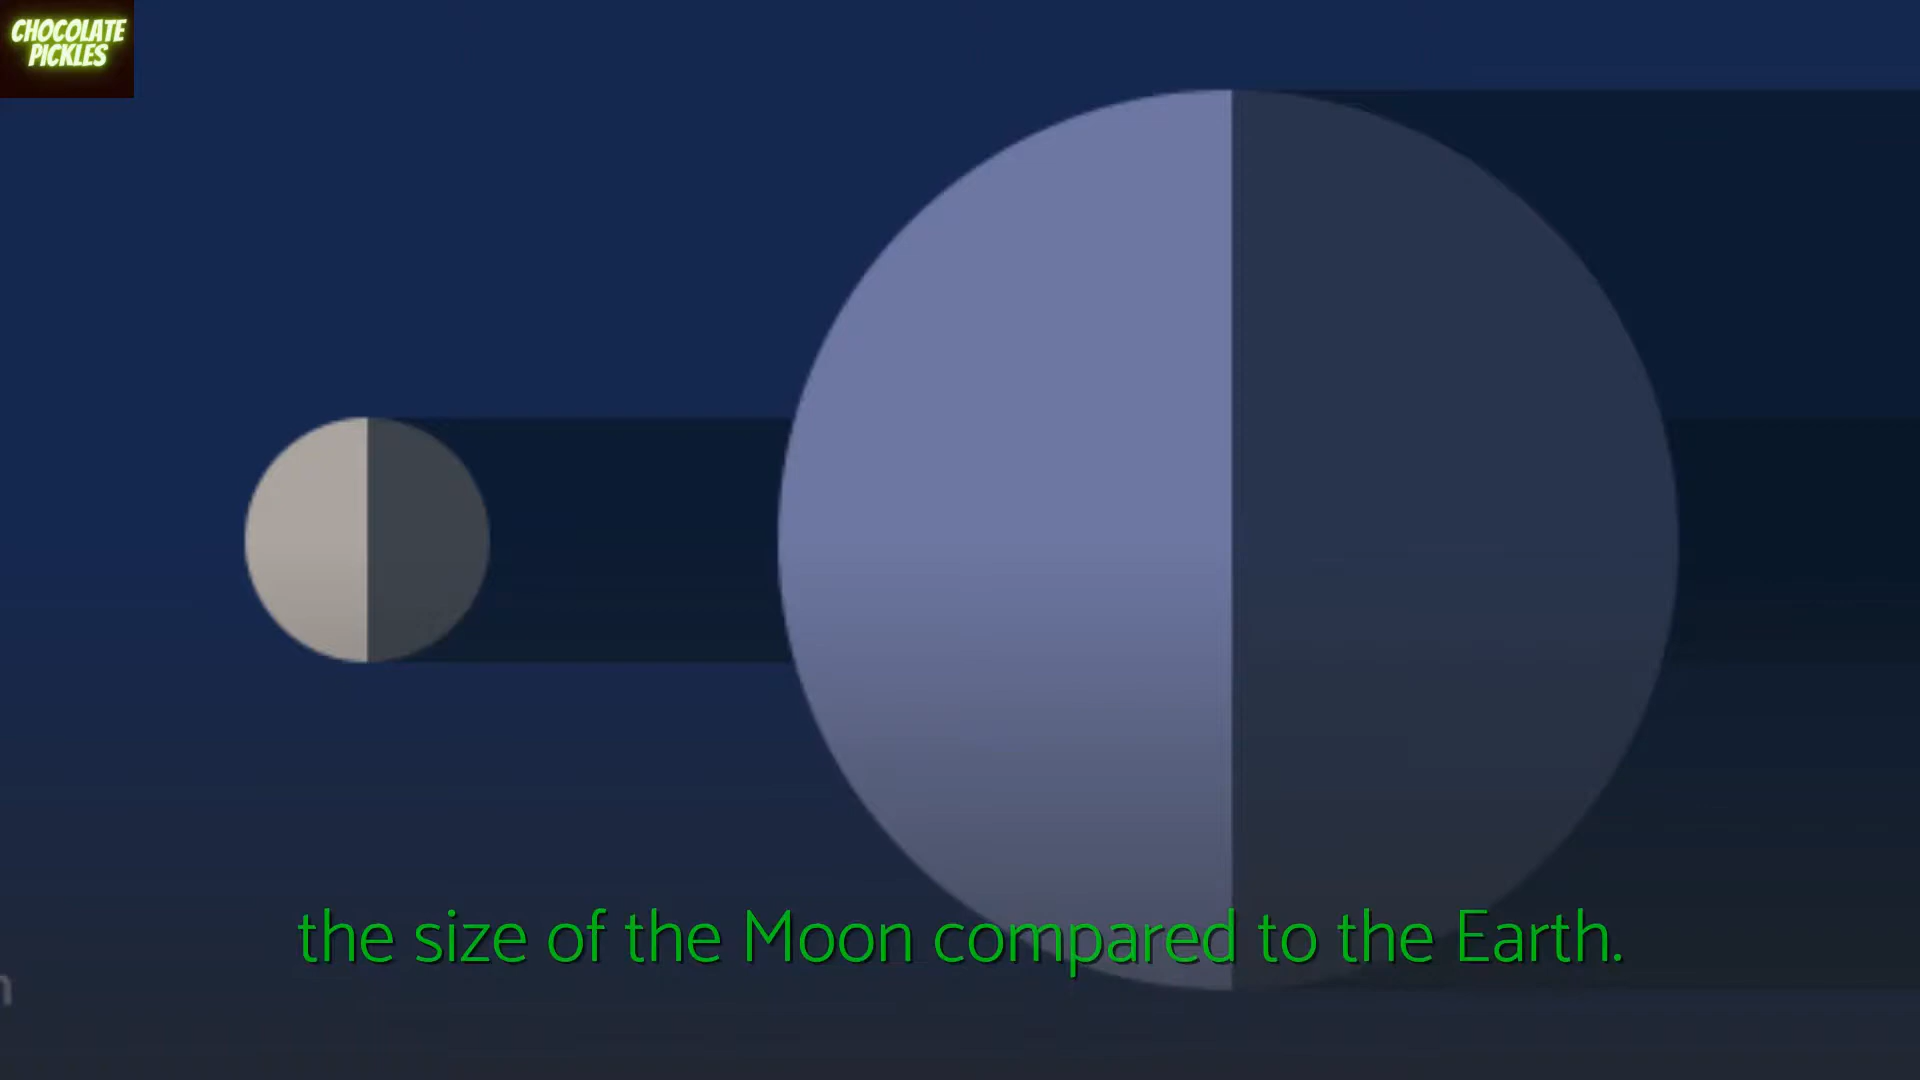 CHOCOLATE
PICKLES
the size of the Moon compared to the Earth.